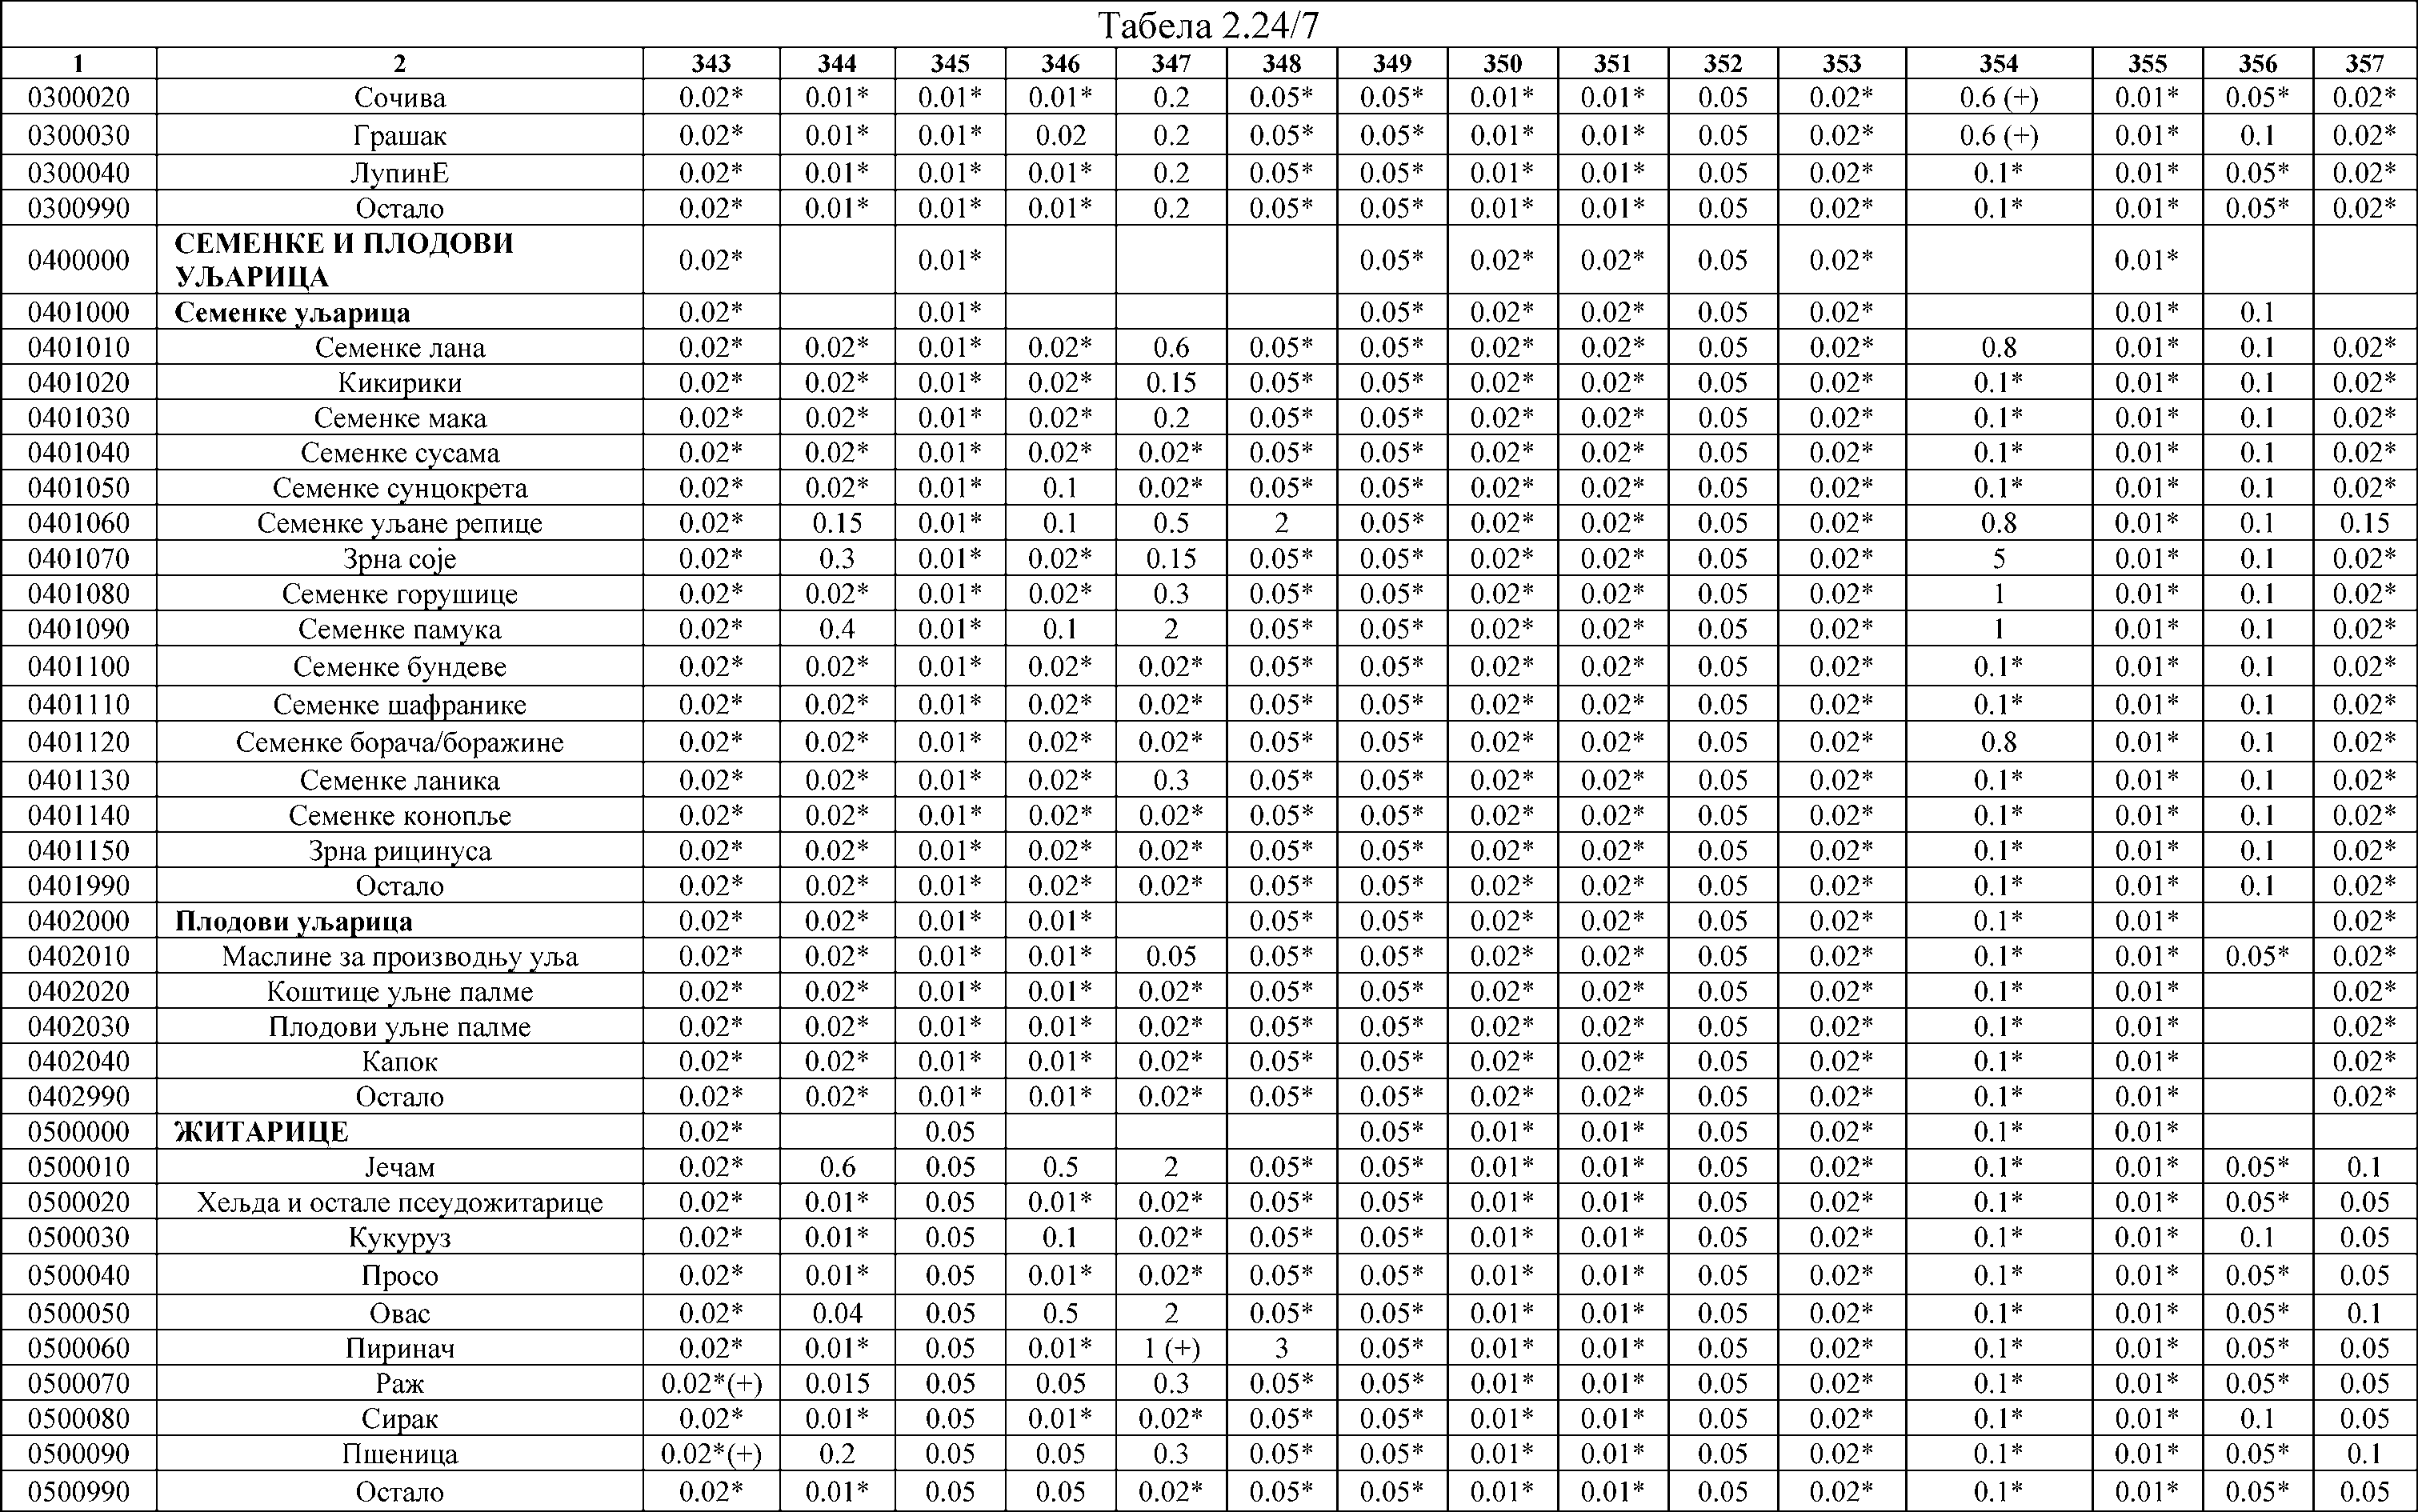 Табела 2.24/7
1 2 343 344 345 346 347 348 349 350 351 352 353 354 355 356 357
0300020 Сочива 0.02* 0.01* 0.01* 0.01* 0.2 0.05* 0.05* 0.01* 0.01* 0.05 0.02* 0.6 (+) 0.01* 0.05* 0.02*
0300030 Грашак 0.02* 0.01* 0.01* 0.02 0.2 0.05* 0.05* 0.01* 0.01* 0.05 0.02* 0.6 (+) 0.01* 0.1 0.02*
0300040 ЛупинЕ 0.02* 0.01* 0.01* 0.01* 0.2 0.05* 0.05* 0.01* 0.01* 0.05 0.02* 0.1* 0.01* 0.05* 0.02*
0300990 Остало 0.02* 0.01* 0.01* 0.01* 0.2 0.05* 0.05* 0.01* 0.01* 0.05 0.02* 0.1* 0.01* 0.05* 0.02*
0400000 СЕМЕНКЕ И ПЛОДОВИ
УЉАРИЦА 0.02* 0.01* 0.05* 0.02* 0.02* 0.05 0.02* 0.01*
0401000 Семенке уљарица 0.02* 0.01* 0.05* 0.02* 0.02* 0.05 0.02* 0.01* 0.1
0401010 Семенке лана 0.02* 0.02* 0.01* 0.02* 0.6 0.05* 0.05* 0.02* 0.02* 0.05 0.02* 0.8 0.01* 0.1 0.02*
0401020 Кикирики 0.02* 0.02* 0.01* 0.02* 0.15 0.05* 0.05* 0.02* 0.02* 0.05 0.02* 0.1* 0.01* 0.1 0.02*
0401030 Семенке мака 0.02* 0.02* 0.01* 0.02* 0.2 0.05* 0.05* 0.02* 0.02* 0.05 0.02* 0.1* 0.01* 0.1 0.02*
0401040 Семенке сусама 0.02* 0.02* 0.01* 0.02* 0.02* 0.05* 0.05* 0.02* 0.02* 0.05 0.02* 0.1* 0.01* 0.1 0.02*
0401050 Семенке сунцокрета 0.02* 0.02* 0.01* 0.1 0.02* 0.05* 0.05* 0.02* 0.02* 0.05 0.02* 0.1* 0.01* 0.1 0.02*
0401060 Семенке уљане репице 0.02* 0.15 0.01* 0.1 0.5 2 0.05* 0.02* 0.02* 0.05 0.02* 0.8 0.01* 0.1 0.15
0401070 Зрна соје 0.02* 0.3 0.01* 0.02* 0.15 0.05* 0.05* 0.02* 0.02* 0.05 0.02* 5 0.01* 0.1 0.02*
0401080 Семенке горушице 0.02* 0.02* 0.01* 0.02* 0.3 0.05* 0.05* 0.02* 0.02* 0.05 0.02* 1 0.01* 0.1 0.02*
0401090 Семенке памука 0.02* 0.4 0.01* 0.1 2 0.05* 0.05* 0.02* 0.02* 0.05 0.02* 1 0.01* 0.1 0.02*
0401100 Семенке бундеве 0.02* 0.02* 0.01* 0.02* 0.02* 0.05* 0.05* 0.02* 0.02* 0.05 0.02* 0.1* 0.01* 0.1 0.02*
0401110 Семенке шафранике 0.02* 0.02* 0.01* 0.02* 0.02* 0.05* 0.05* 0.02* 0.02* 0.05 0.02* 0.1* 0.01* 0.1 0.02*
0401120 Семенке борача/боражине 0.02* 0.02* 0.01* 0.02* 0.02* 0.05* 0.05* 0.02* 0.02* 0.05 0.02* 0.8 0.01* 0.1 0.02*
0401130 Семенке ланика 0.02* 0.02* 0.01* 0.02* 0.3 0.05* 0.05* 0.02* 0.02* 0.05 0.02* 0.1* 0.01* 0.1 0.02*
0401140 Семенке конопље 0.02* 0.02* 0.01* 0.02* 0.02* 0.05* 0.05* 0.02* 0.02* 0.05 0.02* 0.1* 0.01* 0.1 0.02*
0401150 Зрна рицинуса 0.02* 0.02* 0.01* 0.02* 0.02* 0.05* 0.05* 0.02* 0.02* 0.05 0.02* 0.1* 0.01* 0.1 0.02*
0401990 Остало 0.02* 0.02* 0.01* 0.02* 0.02* 0.05* 0.05* 0.02* 0.02* 0.05 0.02* 0.1* 0.01* 0.1 0.02*
0402000 Плодови уљарица 0.02* 0.02* 0.01* 0.01* 0.05* 0.05* 0.02* 0.02* 0.05 0.02* 0.1* 0.01* 0.02*
0402010 Маслине за производњу уља 0.02* 0.02* 0.01* 0.01* 0.05 0.05* 0.05* 0.02* 0.02* 0.05 0.02* 0.1* 0.01* 0.05* 0.02*
0402020 Коштице уљне палме 0.02* 0.02* 0.01* 0.01* 0.02* 0.05* 0.05* 0.02* 0.02* 0.05 0.02* 0.1* 0.01* 0.02*
0402030 Плодови уљне палме 0.02* 0.02* 0.01* 0.01* 0.02* 0.05* 0.05* 0.02* 0.02* 0.05 0.02* 0.1* 0.01* 0.02*
0402040 Капок 0.02* 0.02* 0.01* 0.01* 0.02* 0.05* 0.05* 0.02* 0.02* 0.05 0.02* 0.1* 0.01* 0.02*
0402990 Остало 0.02* 0.02* 0.01* 0.01* 0.02* 0.05* 0.05* 0.02* 0.02* 0.05 0.02* 0.1* 0.01* 0.02*
0500000 ЖИТАРИЦЕ 0.02* 0.05 0.05* 0.01* 0.01* 0.05 0.02* 0.1* 0.01*
0500010 Јечам 0.02* 0.6 0.05 0.5 2 0.05* 0.05* 0.01* 0.01* 0.05 0.02* 0.1* 0.01* 0.05* 0.1
0500020 Хељда и остале псеудожитарице 0.02* 0.01* 0.05 0.01* 0.02* 0.05* 0.05* 0.01* 0.01* 0.05 0.02* 0.1* 0.01* 0.05* 0.05
0500030 Кукуруз 0.02* 0.01* 0.05 0.1 0.02* 0.05* 0.05* 0.01* 0.01* 0.05 0.02* 0.1* 0.01* 0.1 0.05
0500040 Просо 0.02* 0.01* 0.05 0.01* 0.02* 0.05* 0.05* 0.01* 0.01* 0.05 0.02* 0.1* 0.01* 0.05* 0.05
0500050 Овас 0.02* 0.04 0.05 0.5 2 0.05* 0.05* 0.01* 0.01* 0.05 0.02* 0.1* 0.01* 0.05* 0.1
0500060 Пиринач 0.02* 0.01* 0.05 0.01* 1 (+) 3 0.05* 0.01* 0.01* 0.05 0.02* 0.1* 0.01* 0.05* 0.05
0500070 Раж 0.02*(+) 0.015 0.05 0.05 0.3 0.05* 0.05* 0.01* 0.01* 0.05 0.02* 0.1* 0.01* 0.05* 0.05
0500080 Сирак 0.02* 0.01* 0.05 0.01* 0.02* 0.05* 0.05* 0.01* 0.01* 0.05 0.02* 0.1* 0.01* 0.1 0.05
0500090 Пшеница 0.02*(+) 0.2 0.05 0.05 0.3 0.05* 0.05* 0.01* 0.01* 0.05 0.02* 0.1* 0.01* 0.05* 0.1
0500990 Остало 0.02* 0.01* 0.05 0.05 0.02* 0.05* 0.05* 0.01* 0.01* 0.05 0.02* 0.1* 0.01* 0.05* 0.05